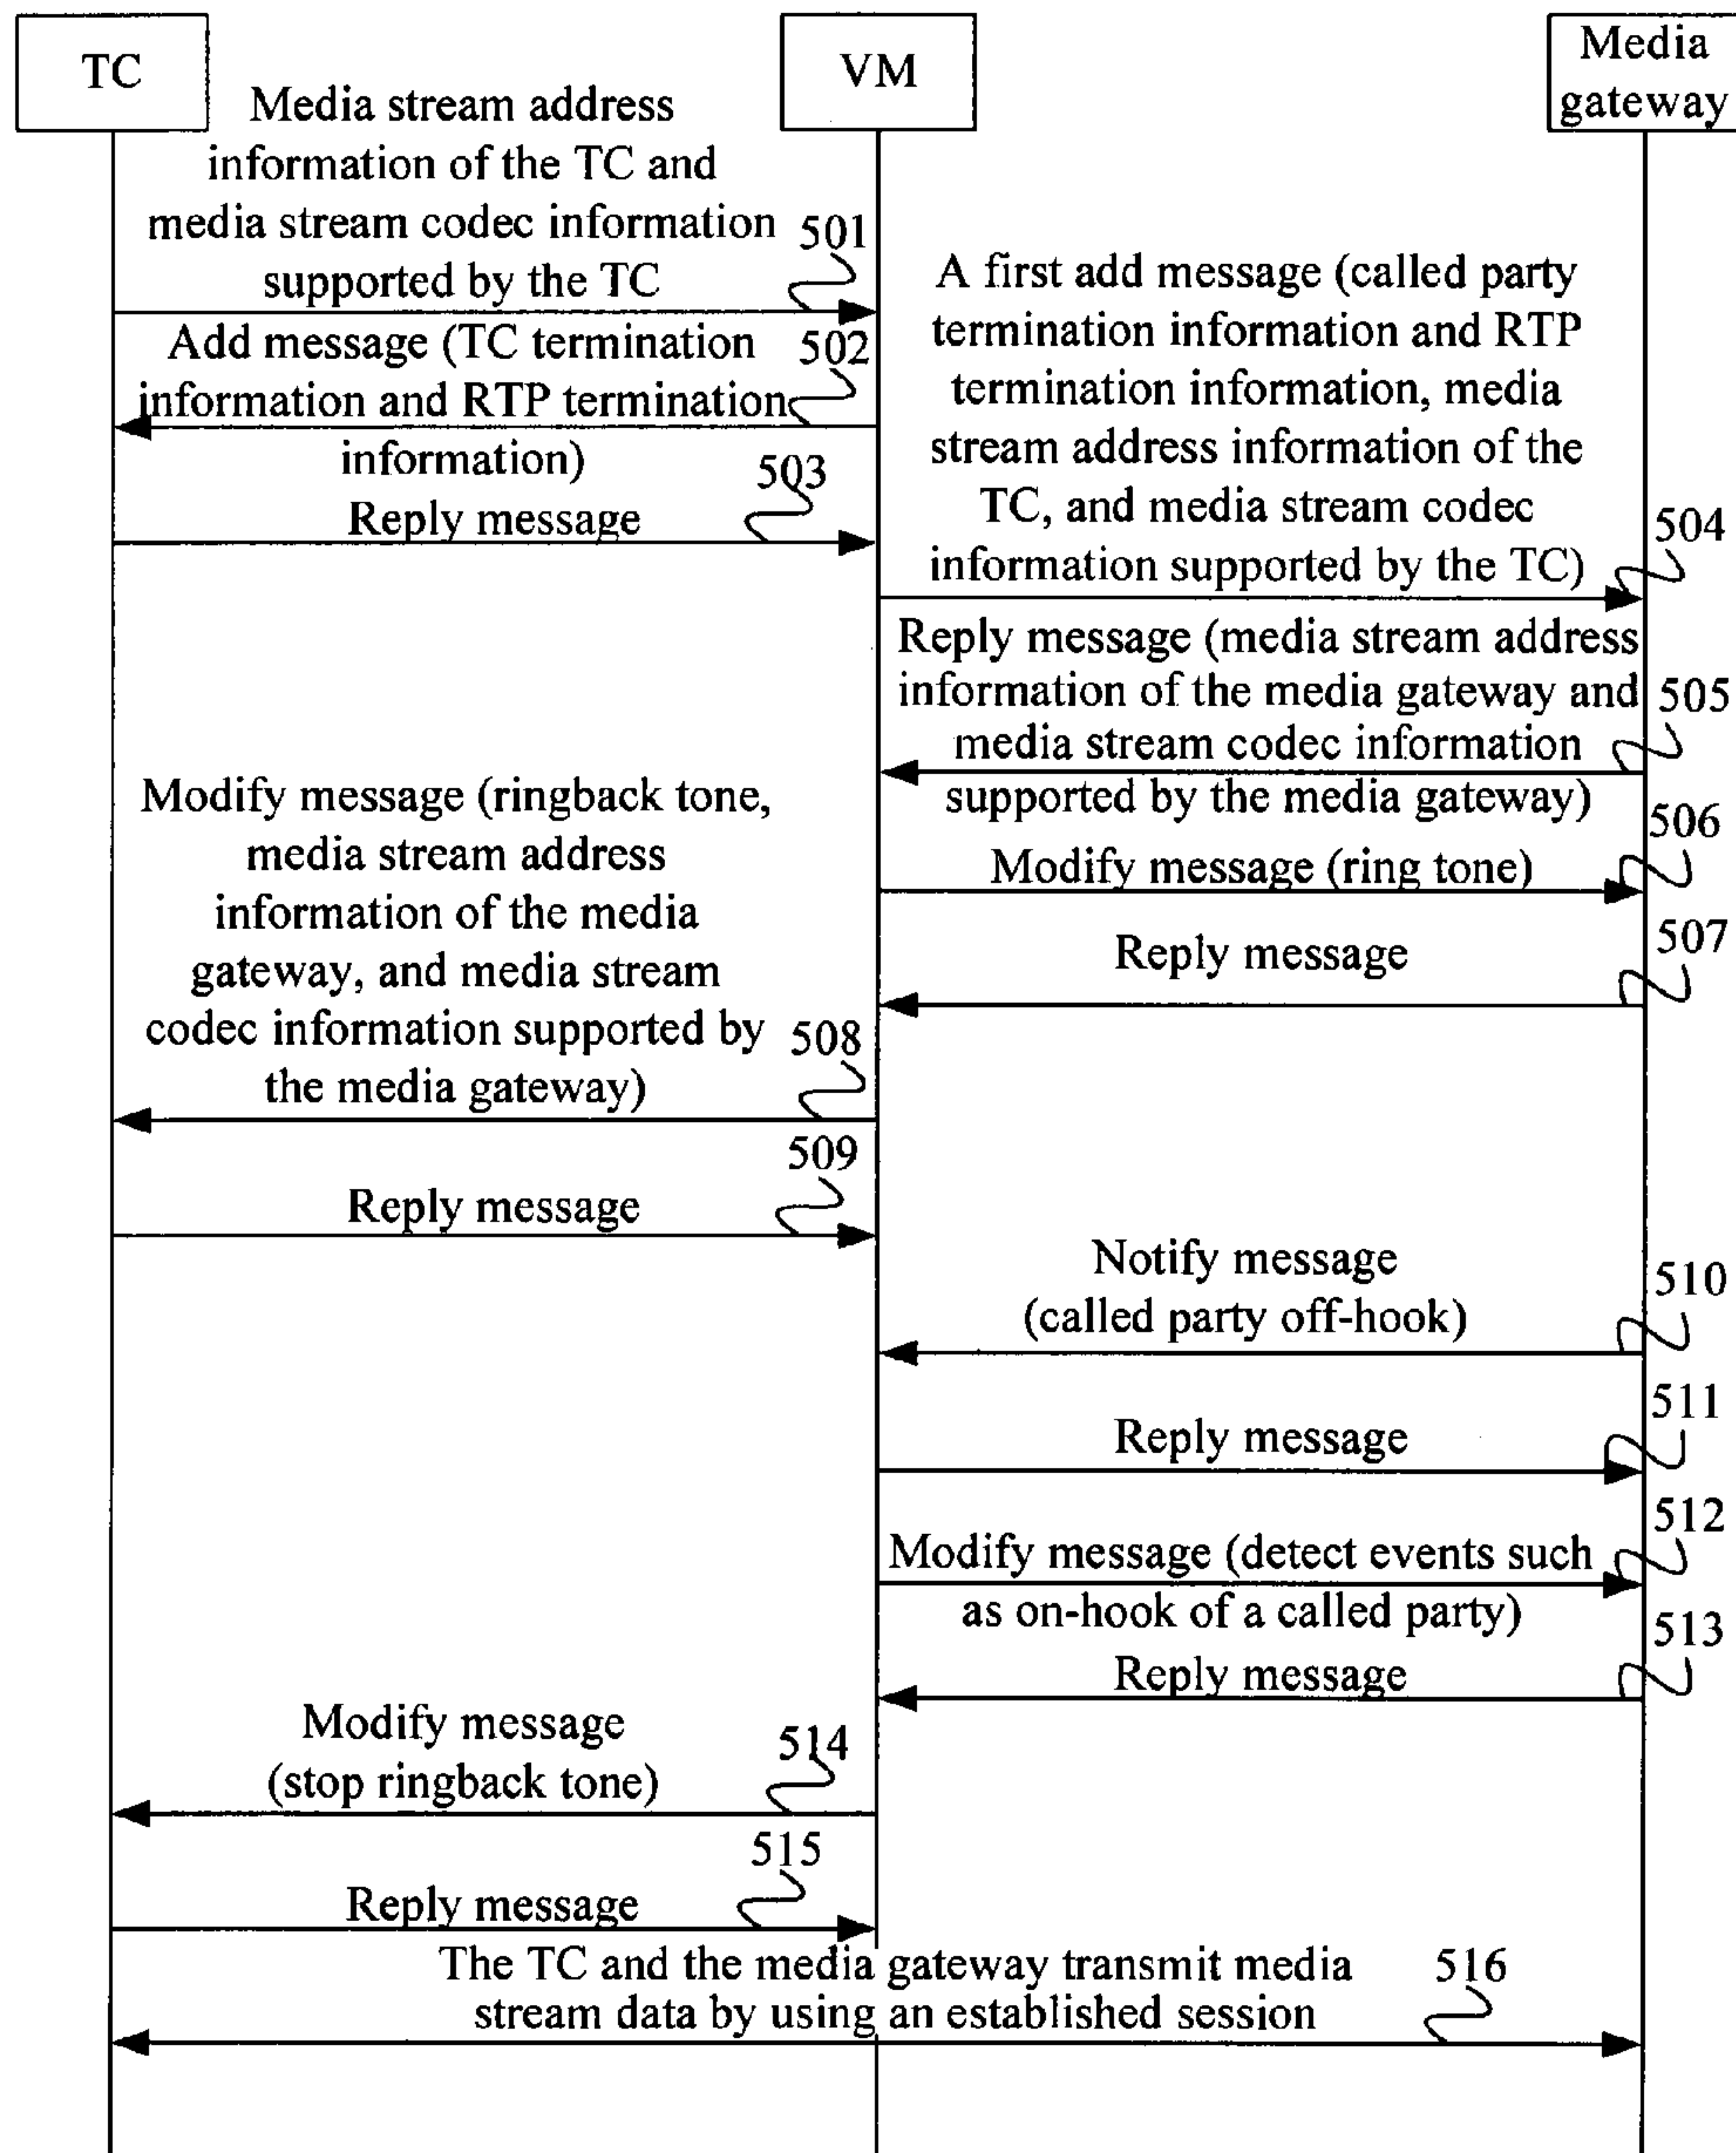 TC
VM
Media
gateway
Media stream address
information of the TC and
media stream codec information
supported by the TC
501
Add message (TC termination
information and RTP termination
information)
502
Reply message
503
A first add message (called party
termination information and RTP
termination information, media
stream address information of the
TC, and media stream codec
information supported by the TC)
504
Reply message (media stream address
information of the media gateway and
media stream codec information
supported by the media gateway)
505
Modify message (ring tone)
506
Reply message
507
Modify message (ringback tone,
media stream address
information of the media
gateway, and media stream
codec information supported by
the media gateway)
508
Reply message
509
Notify message
(called party off-hook)
510
Reply message
511
Modify message (detect events such
as on-hook of a called party)
512
Reply message
513
Modify message
(stop ringback tone)
514
Reply message
515
The TC and the media gateway transmit media
stream data by using an established session
516